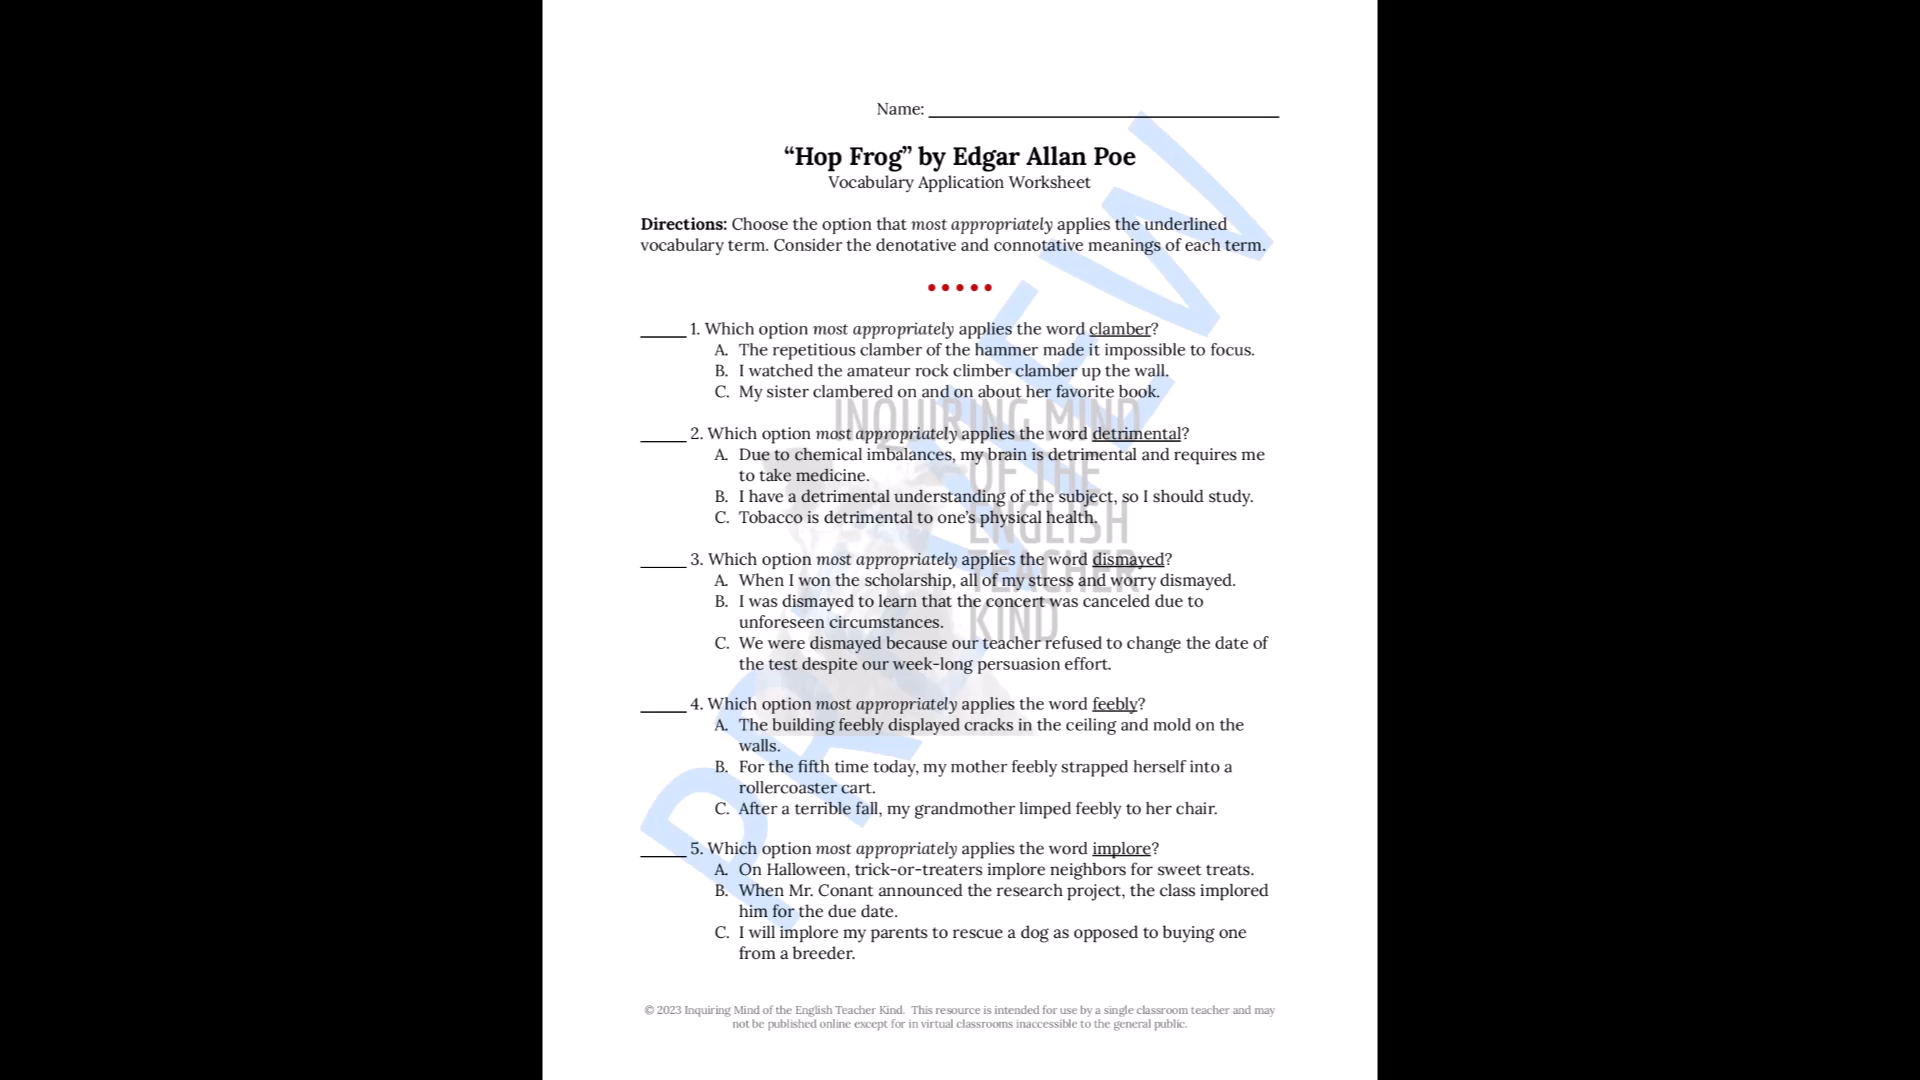 Name:
“Hop Frog” by Edgar Allan Poe
Vocabulary Application Worksheet
Directions: Choose the option that most appropriately applies the underlined
vocabulary term. Consider the denotative and connotative meanings of each term.
1. Which option most appropriately applies the word clamber?
A. The repetitious clamber of the hammer made it impossible to focus.
B. I watched the amateur rock climber clamber up the wall.
C. My sister clambered on and on about her favorite book.
2. Which option most appropriately applies the word detrimental?
A. Due to chemical imbalances, my brain is detrimental and requires me
to take medicine.
B. I have a detrimental understanding of the subject, so I should study.
C. Tobacco is detrimental to one’s physical health.
3. Which option most appropriately applies the word dismayed?
A. When I won the scholarship, all of my stress and worry dismayed.
B. I was dismayed to learn that the concert was canceled due to
unforeseen circumstances.
C. We were dismayed because our teacher refused to change the date of
the test despite our week-long persuasion effort.
4. Which option most appropriately applies the word feebly?
A. The building feebly displayed cracks in the ceiling and mold on the
walls.
B. For the fifth time today, my mother feebly strapped herself into a
rollercoaster cart.
C. After a terrible fall, my grandmother limped feebly to her chair.
5. Which option most appropriately applies the word implore?
A. On Halloween, trick-or-treaters implore neighbors for sweet treats.
B. When Mr. Conant announced the research project, the class implored
him for the due date.
C. I will implore my parents to rescue a dog as opposed to buying one
from a breeder.
© 2023 Inquiring Mind of the English Teacher Kind. This resource is intended for use by a single classroom teacher and may
not be published online except for in virtual classrooms inaccessible to the general public.
PREVIEW
INQUIRING MIND
OF THE
ENGLISH
TEACHER
KIND